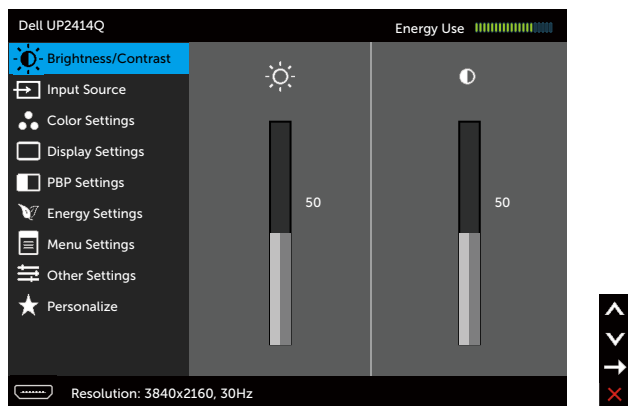 Dell UP2414Q
Energy Use
Brightness/Contrast
Input Source
Color Settings
Display Settings
PBP Settings
Energy Settings
Menu Settings
Other Settings
Personalize
50
50
Resolution: 3840x2160, 30Hz